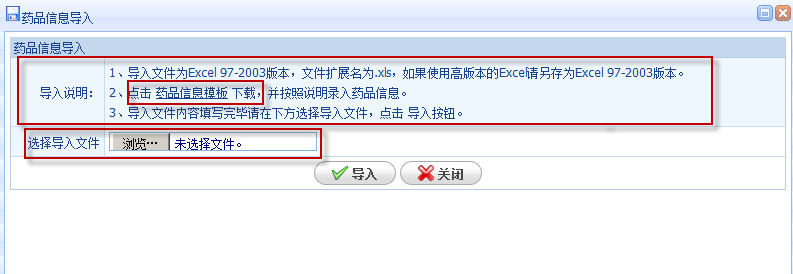 药品信息导入
药品信息导入
导入说明：
1、导入文件为Excel 97-2003版本，文件扩展名为.xls，如果使用高版本的Excel请另存为Excel 97-2003版本。
2、点击 药品信息模板 下载，并按照说明录入药品信息。
3、导入文件内容填写完毕请在下方选择导入文件，点击 导入按钮。
选择导入文件 浏览… 未选择文件。
导入 关闭